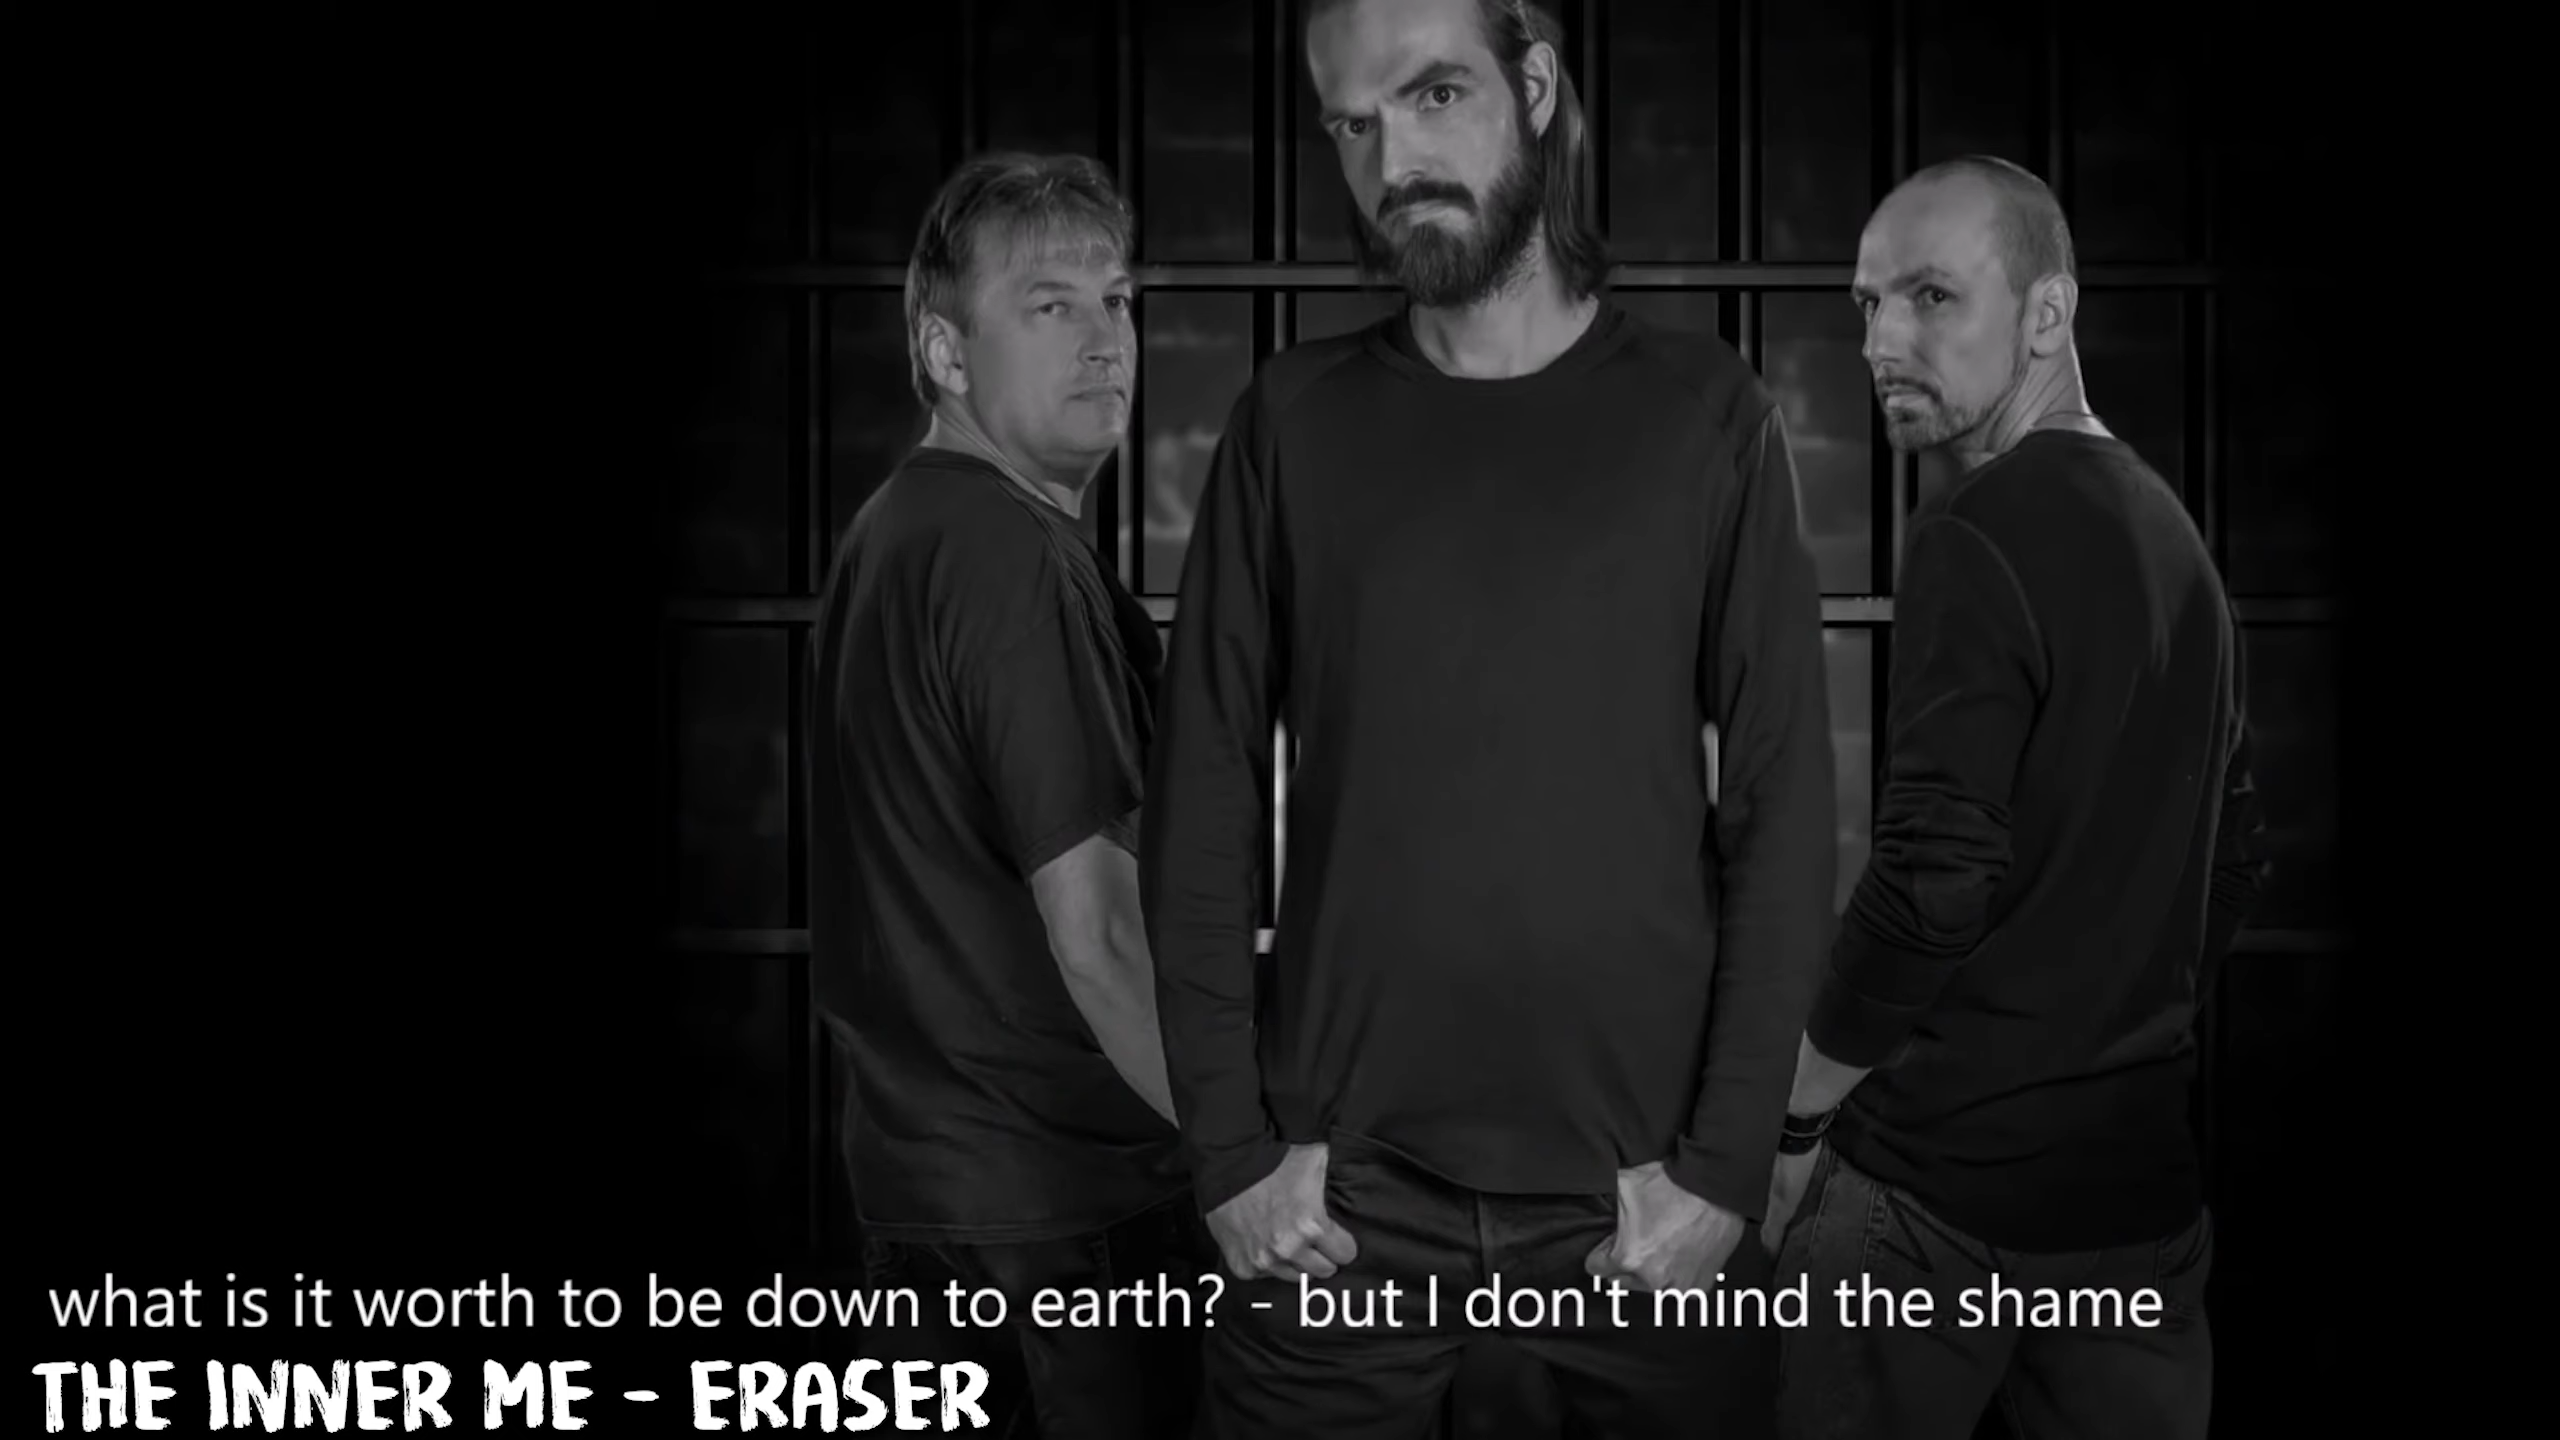 what is it worth to be down to earth? - but I don't mind the shame
THE INNER ME - ERASER